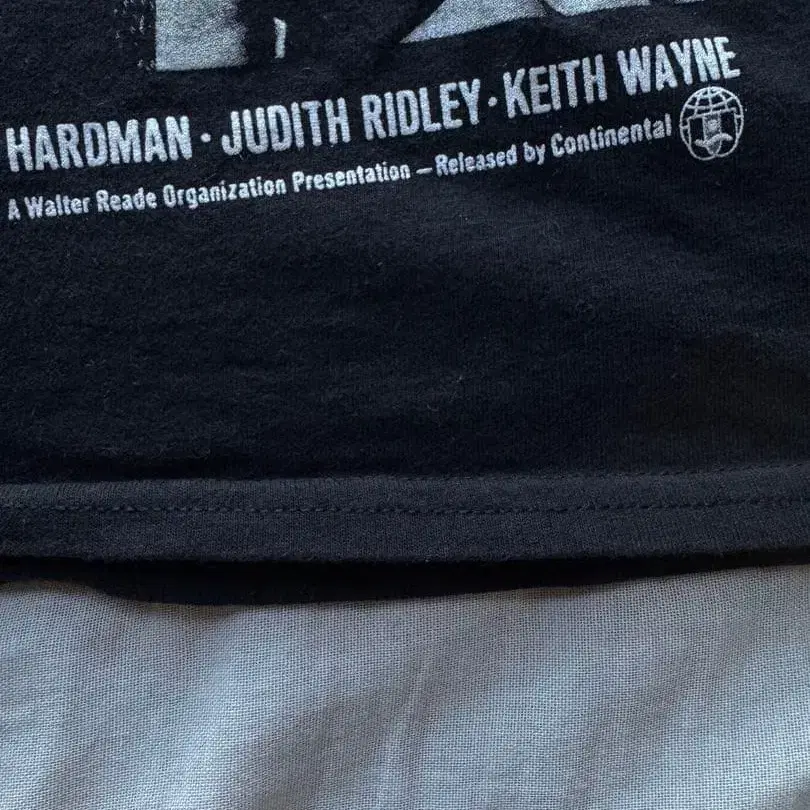 HARDMAN · JUDITH RIDLEY · KEITH WAYNE
A Walter Reade Organization Presentation — Released by Continental